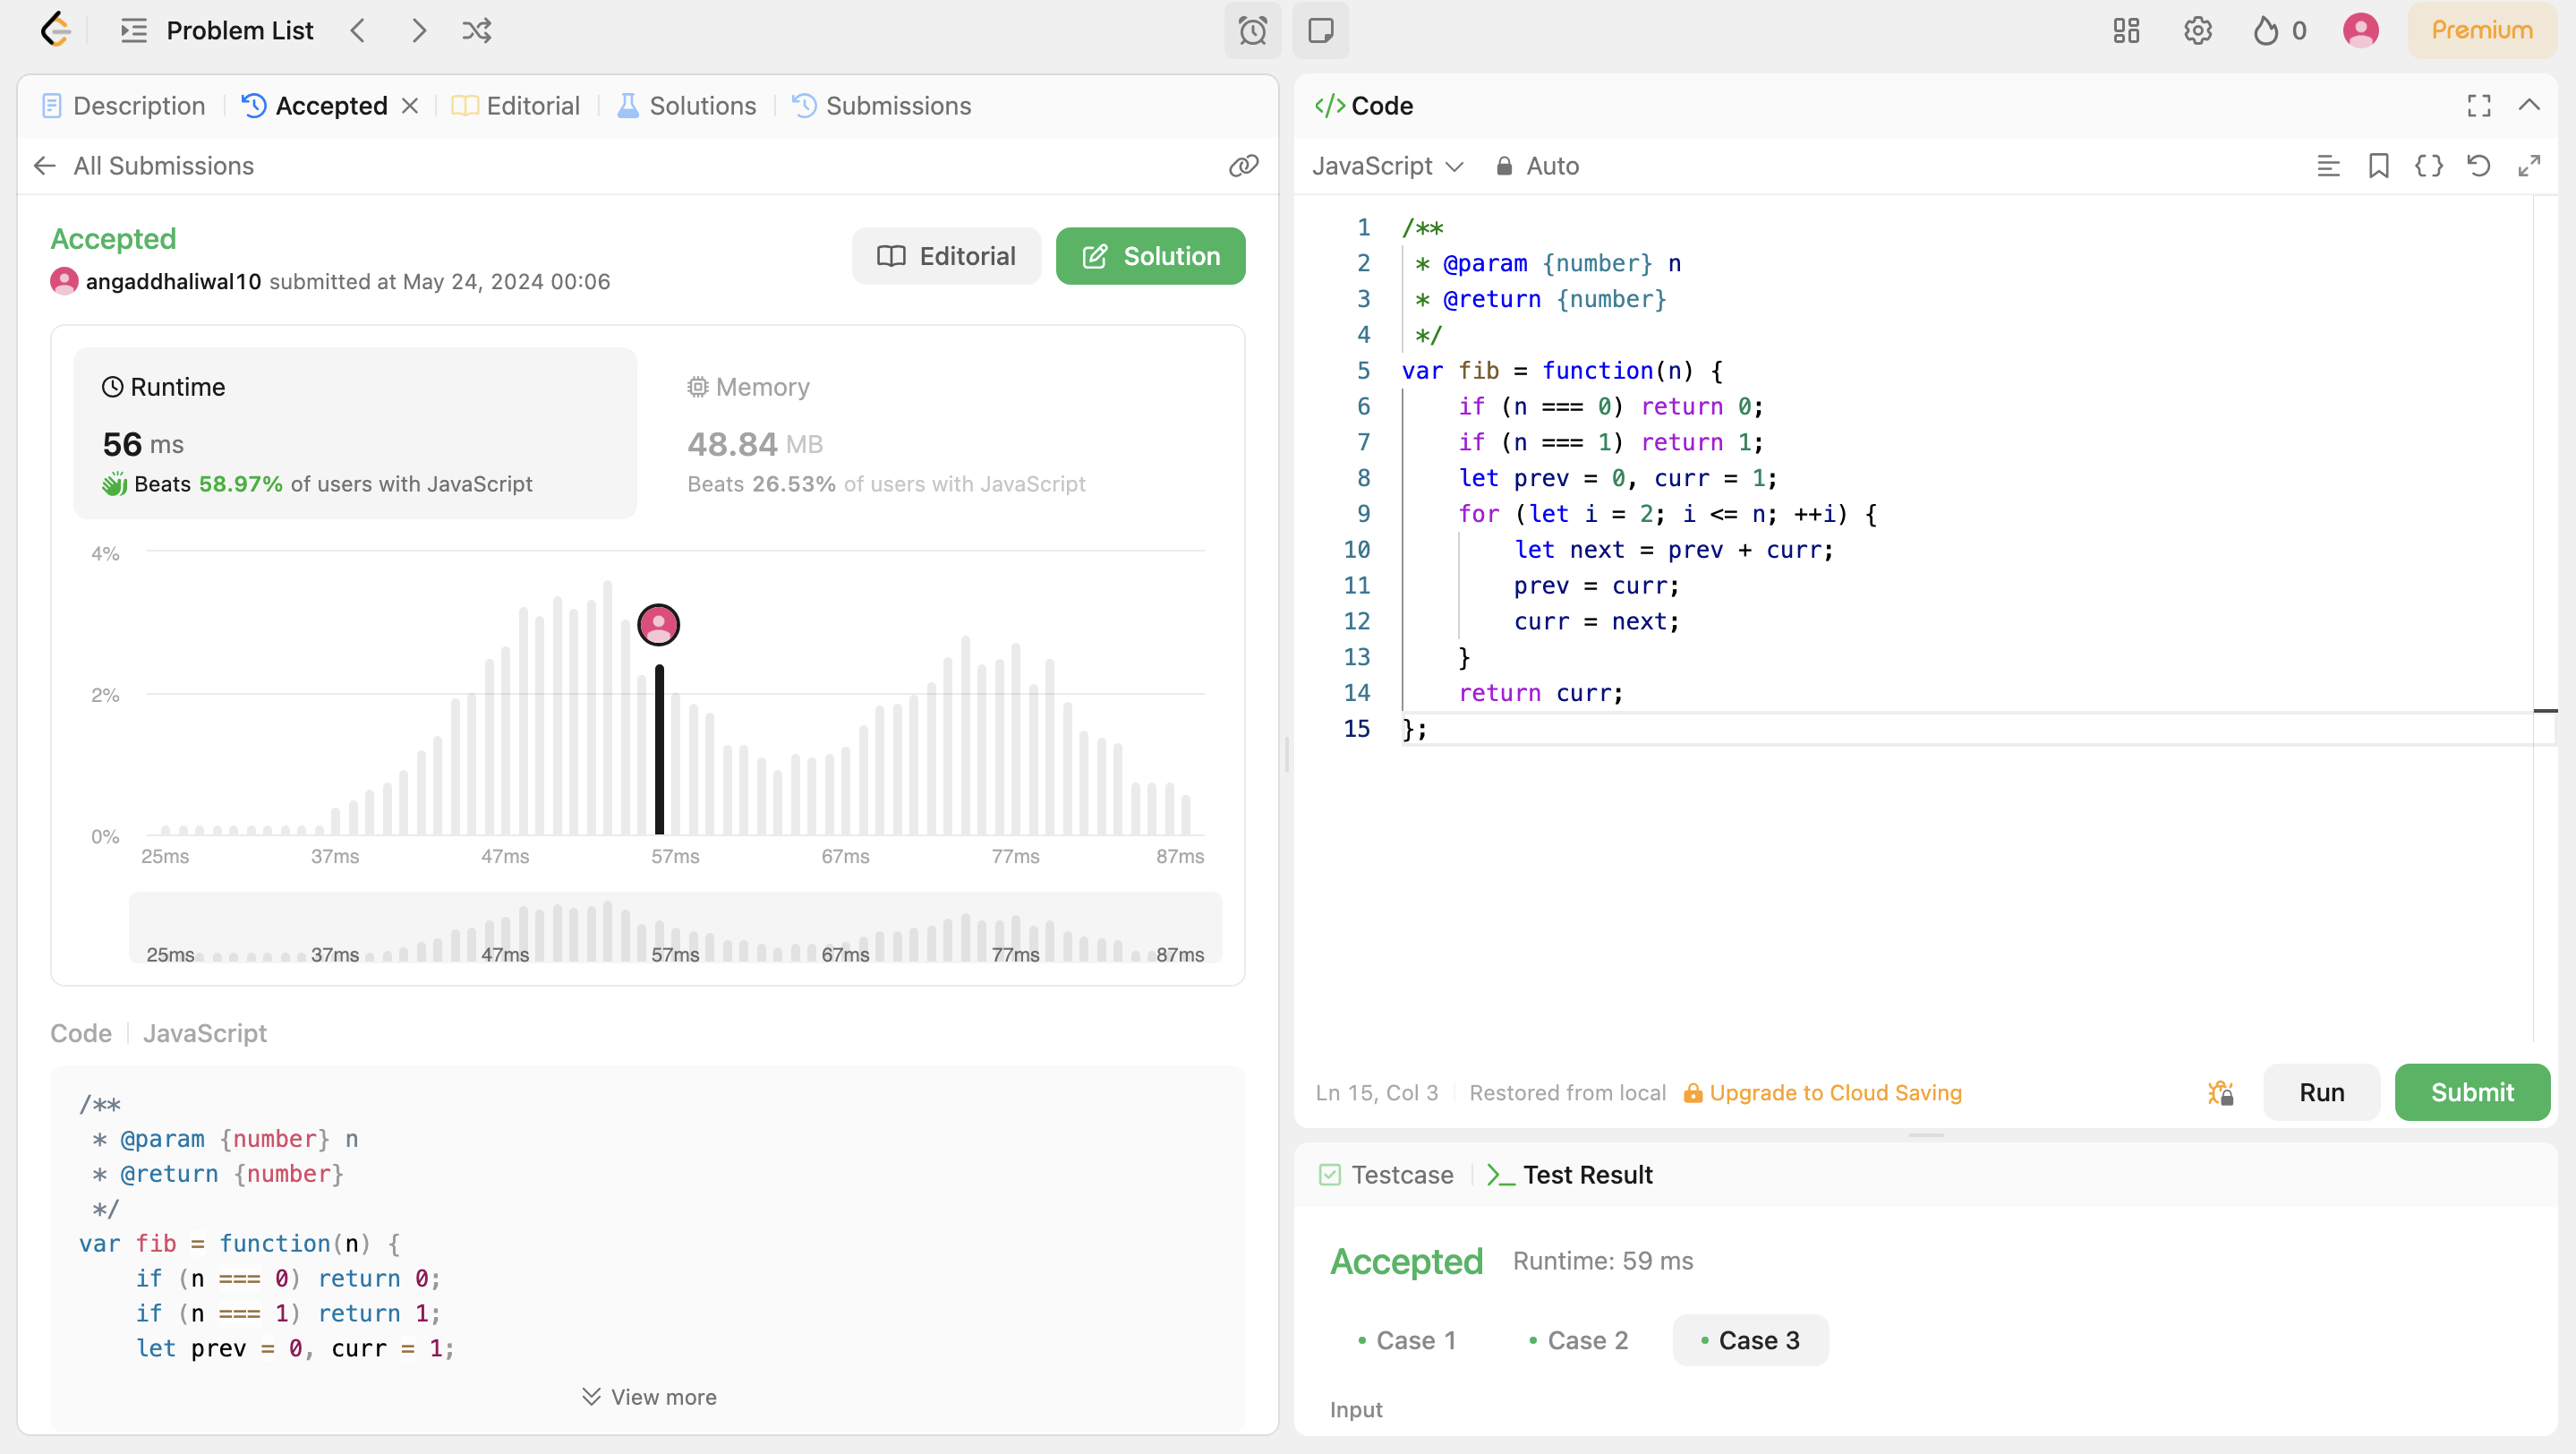 Problem List
0
Premium
Description
Accepted
Editorial
Solutions
Submissions
All Submissions
Accepted
angaddhaliwal10 submitted at May 24, 2024 00:06
Editorial
Solution
Runtime
56 ms
Beats 58.97% of users with JavaScript
Memory
48.84 MB
Beats 26.53% of users with JavaScript
4%
2%
0%
25ms 37ms 47ms 57ms 67ms 77ms 87ms
25ms 37ms 47ms 57ms 67ms 77ms 87ms
Code JavaScript
/**
 * @param {number} n
 * @return {number}
 */
var fib = function(n) {
    if (n === 0) return 0;
    if (n === 1) return 1;
    let prev = 0, curr = 1;
View more
</> Code
JavaScript
Auto
1 /**
2  * @param {number} n
3  * @return {number}
4  */
5 var fib = function(n) {
6     if (n === 0) return 0;
7     if (n === 1) return 1;
8     let prev = 0, curr = 1;
9     for (let i = 2; i <= n; ++i) {
10         let next = prev + curr;
11         prev = curr;
12         curr = next;
13     }
14     return curr;
15 };
Ln 15, Col 3
Restored from local
Upgrade to Cloud Saving
Run
Submit
Testcase
Test Result
Accepted
Runtime: 59 ms
Case 1
Case 2
Case 3
Input